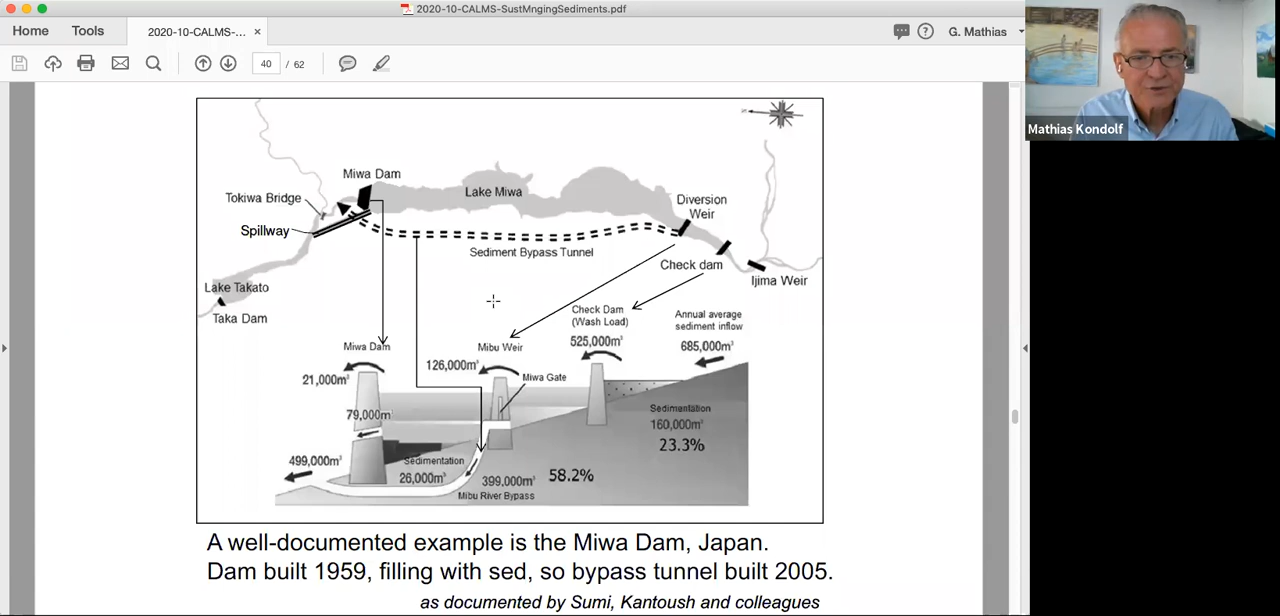 2020-10-CALMS-SustMngingSediments.pdf
Home
Tools
2020-10-CALMS-...
G. Mathias
40 / 62
Mathias Kondolf
Miwa Dam
Lake Miwa
Tokiwa Bridge
Spillway
Diversion
Weir
Sediment Bypass Tunnel
Check dam
Ijima Weir
Lake Takato
Taka Dam
Check Dam
(Wash Load)
525,000m³
Annual average
sediment inflow
685,000m³
Miwa Dam
Mibu Weir
126,000m³
Miwa Gate
21,000m³
79,000m³
Sedimentation
160,000m³
23.3%
499,000m³
Sedimentation
26,000m³
399,000m³
58.2%
Mibu River Bypass
A well-documented example is the Miwa Dam, Japan.
Dam built 1959, filling with sed, so bypass tunnel built 2005.
as documented by Sumi, Kantoush and colleagues